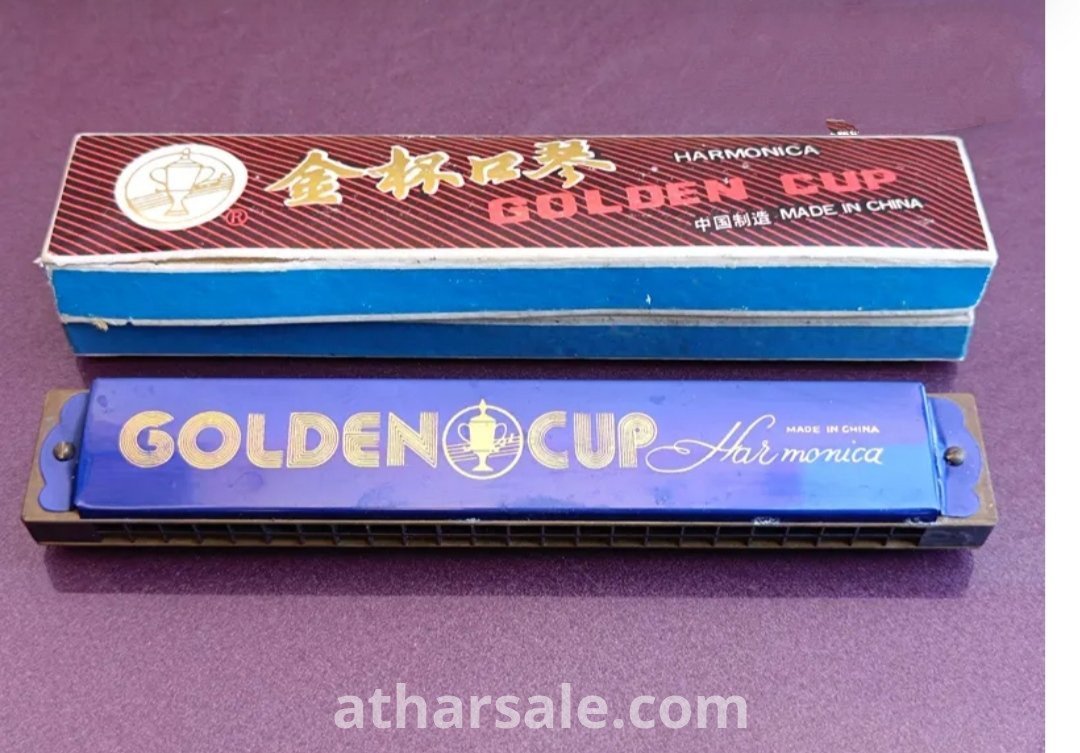 金杯口琴
HARMONICA
GOLDEN CUP
中国制造 MADE IN CHINA
®
GOLDEN CUP Harmonica
MADE IN CHINA
atharsale.com